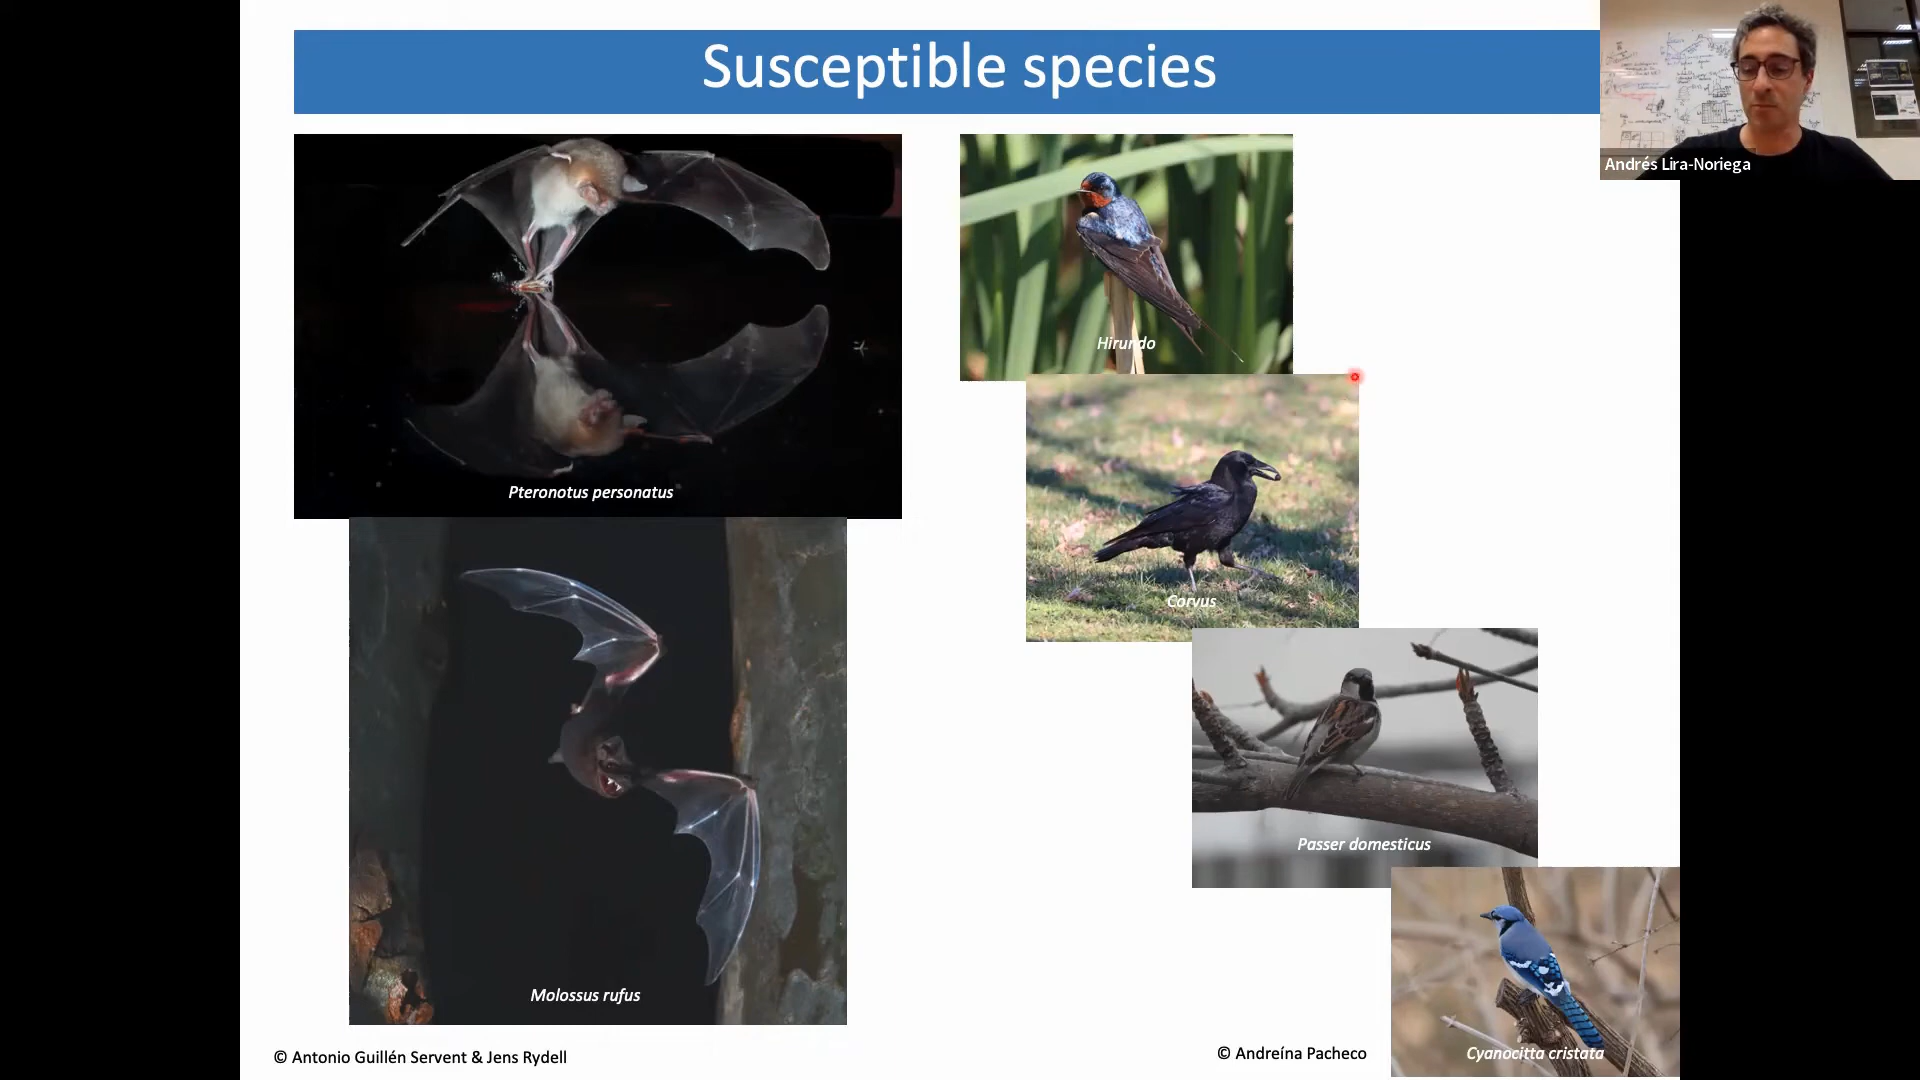 Susceptible species
Andrés Lira-Noriega
Hirundo
Pteronotus personatus
Corvus
Passer domesticus
Molossus rufus
© Antonio Guillén Servent & Jens Rydell
© Andreína Pacheco
Cyanocitta cristata